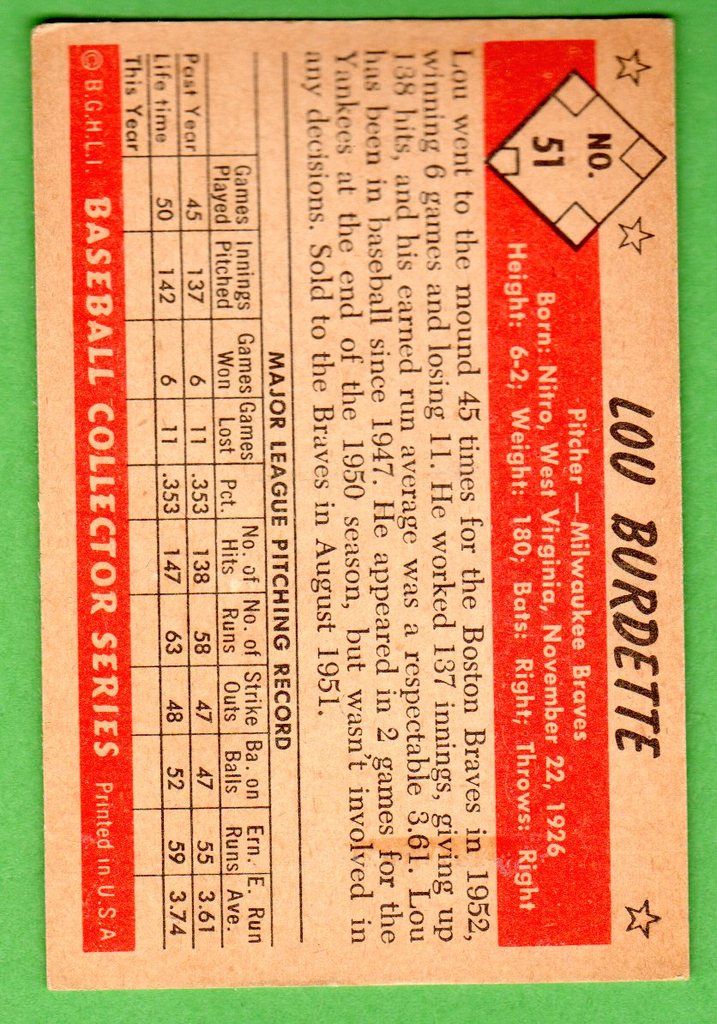 LOU BURDETTE
NO.
51
Pitcher — Milwaukee Braves
Born: Nitro, West Virginia, November 22, 1926
Height: 6-2; Weight: 180; Bats: Right; Throws: Right
Lou went to the mound 45 times for the Boston Braves in 1952,
winning 6 games and losing 11. He worked 137 innings, giving up
138 hits, and his earned run average was a respectable 3.61. Lou
has been in baseball since 1947. He appeared in 2 games for the
Yankees at the end of the 1950 season, but wasn't involved in
any decisions. Sold to the Braves in August 1951.
MAJOR LEAGUE PITCHING RECORD
Games Innings Games Games No. of No. of Strike Ba. on Ern. E. Run
Played Pitched Won Lost Pct. Hits Runs Outs Balls Runs Ave.
Past Year 45 137 6 11 .353 138 58 47 47 55 3.61
Life time 50 142 6 11 .353 147 63 48 52 59 3.74
This Year
© B.G.H.L.I. BASEBALL COLLECTOR SERIES Printed in U.S.A